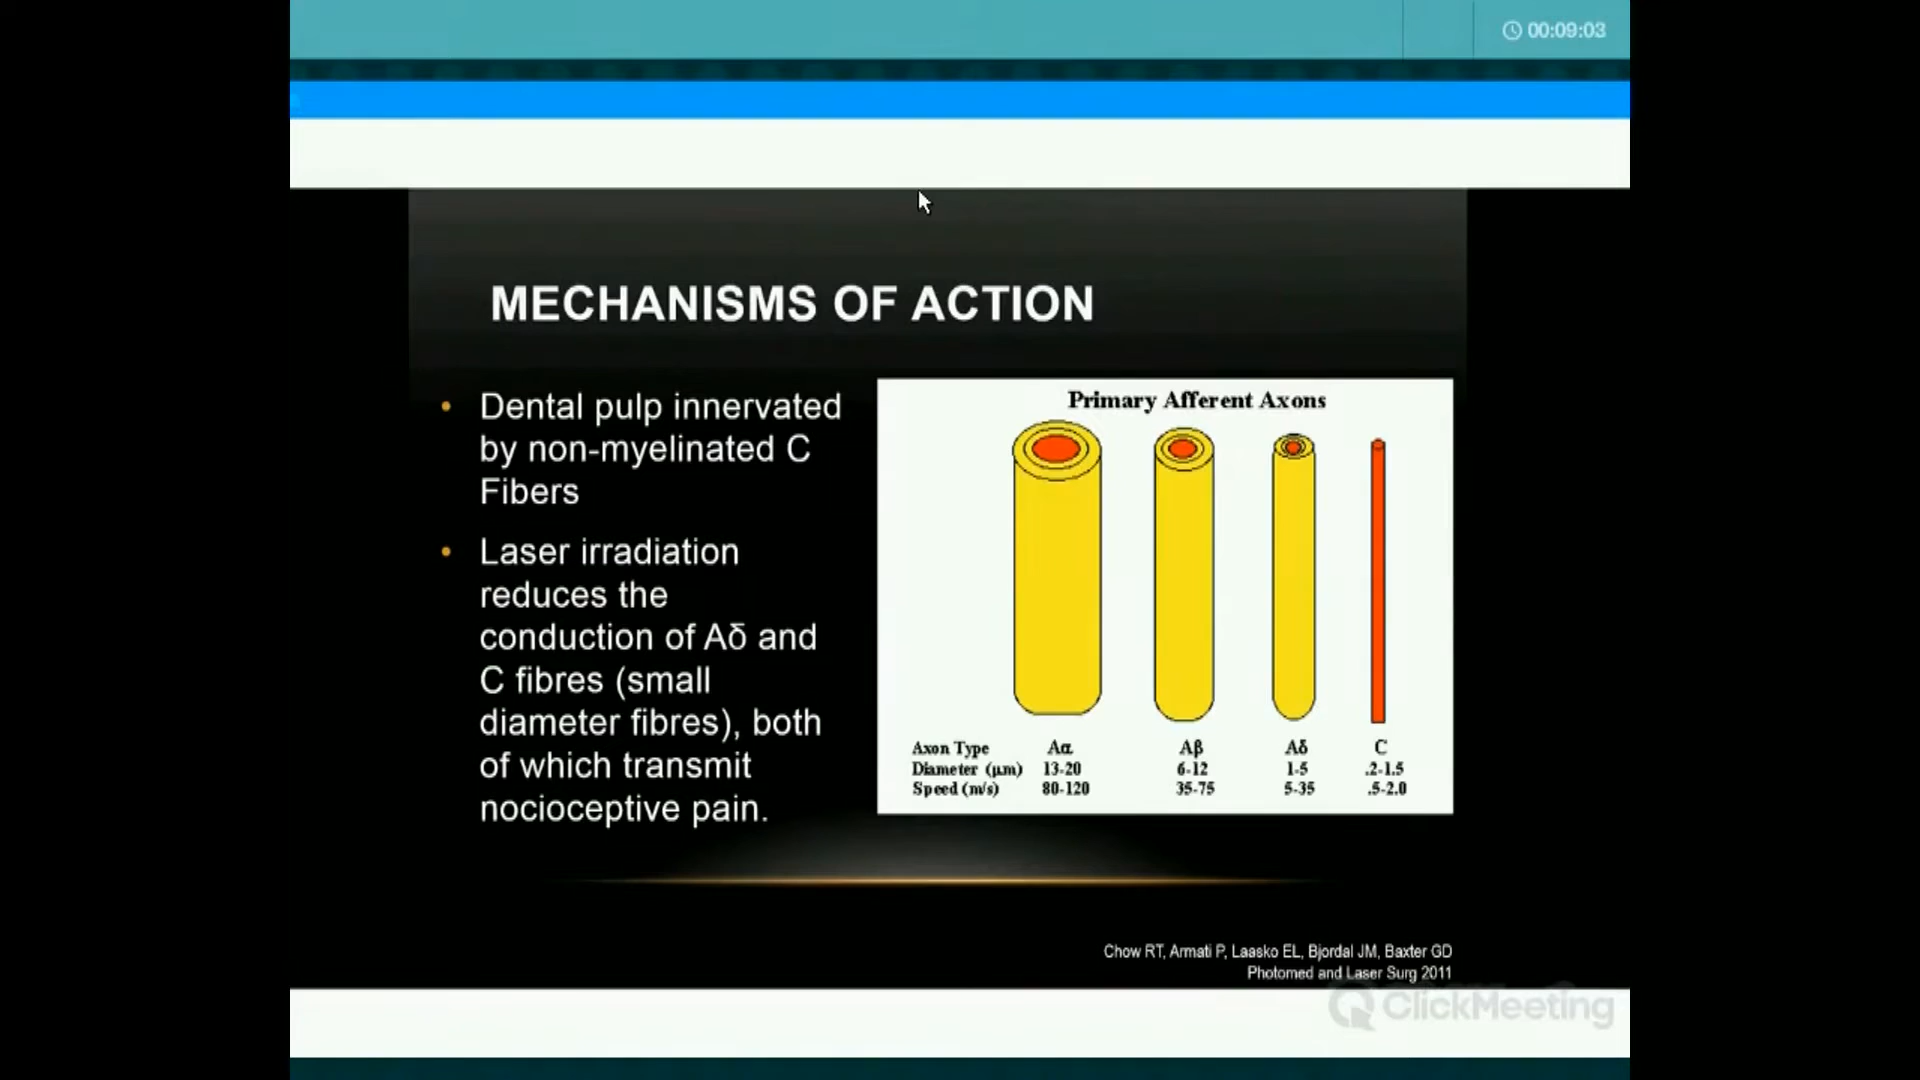 00:09:03
MECHANISMS OF ACTION
• Dental pulp innervated
by non-myelinated C
Fibers
• Laser irradiation
reduces the
conduction of Aδ and
C fibres (small
diameter fibres), both
of which transmit
nocioceptive pain.
Primary Afferent Axons
Axon Type Aα Aβ Aδ C
Diameter (μm) 13-20 6-12 1-5 .2-1.5
Speed (m/s) 80-120 35-75 5-35 .5-2.0
Chow RT, Armati P, Laasko EL, Bjordal JM, Baxter GD
Photomed and Laser Surg 2011
ClickMeeting